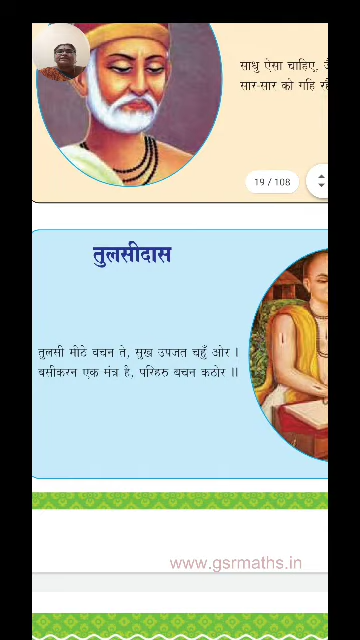 साधु ऐसा चाहिए,
सार-सार को गहि
19 / 108
तुलसीदास
तुलसी मीठे बचन ते, सुख उपजत चहुँ ओर ।
बसीकरन एक मंत्र है, परिहरु बचन कठोर ॥
www.gsrmaths.in